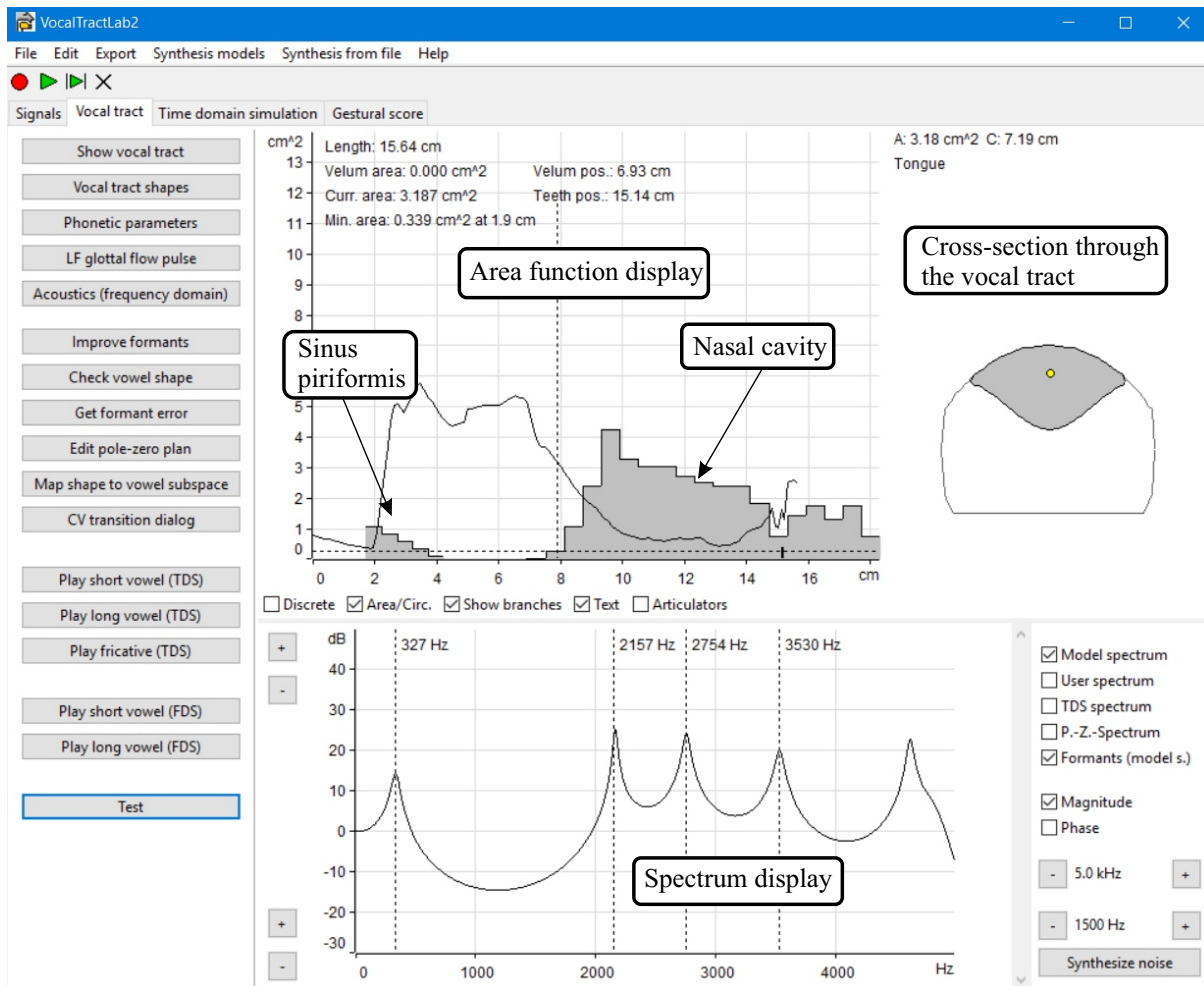 VocalTractLab2
File Edit Export Synthesis models Synthesis from file Help
Signals Vocal tract Time domain simulation Gestural score
Show vocal tract
Vocal tract shapes
Phonetic parameters
LF glottal flow pulse
Acoustics (frequency domain)
Improve formants
Check vowel shape
Get formant error
Edit pole-zero plan
Map shape to vowel subspace
CV transition dialog
Play short vowel (TDS)
Play long vowel (TDS)
Play fricative (TDS)
Play short vowel (FDS)
Play long vowel (FDS)
Test
cm^2
Length: 15.64 cm
Velum area: 0.000 cm^2 Velum pos.: 6.93 cm
Curr. area: 3.187 cm^2 Teeth pos.: 15.14 cm
Min. area: 0.339 cm^2 at 1.9 cm
13
12
11
10
9
8
5
4
3
2
1
0
Area function display
Sinus
piriformis
Nasal cavity
0 2 4 6 8 10 12 14 16 cm
A: 3.18 cm^2 C: 7.19 cm
Tongue
Cross-section through
the vocal tract
Discrete Area/Circ. Show branches Text Articulators
+
-
+
-
dB
327 Hz 2157 Hz 2754 Hz 3530 Hz
40
30
20
10
0
-10
-20
-30
Spectrum display
0 1000 2000 3000 4000 Hz
Model spectrum
User spectrum
TDS spectrum
P.-Z.-Spectrum
Formants (model s.)
Magnitude
Phase
- 5.0 kHz +
- 1500 Hz +
Synthesize noise